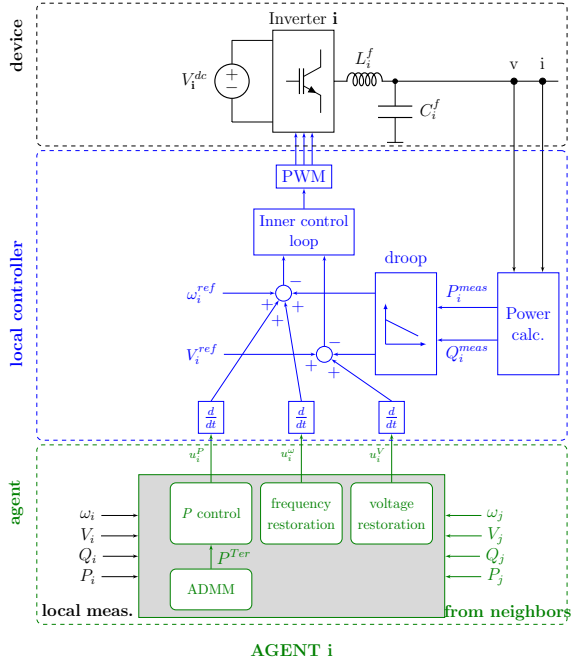 device
Inverter i
V_i^{dc}
L_i^f
C_i^f
v
i
local controller
PWM
Inner control
loop
droop
ω_i^{ref}
V_i^{ref}
P_i^{meas}
Q_i^{meas}
Power
calc.
+
+
−
+
+
−
d/dt
d/dt
d/dt
agent
u_i^P
u_i^ω
u_i^V
P control
frequency
restoration
voltage
restoration
P^{Ter}
ADMM
ω_i
V_i
Q_i
P_i
ω_j
V_j
Q_j
P_j
local meas.
from neighbors
AGENT i